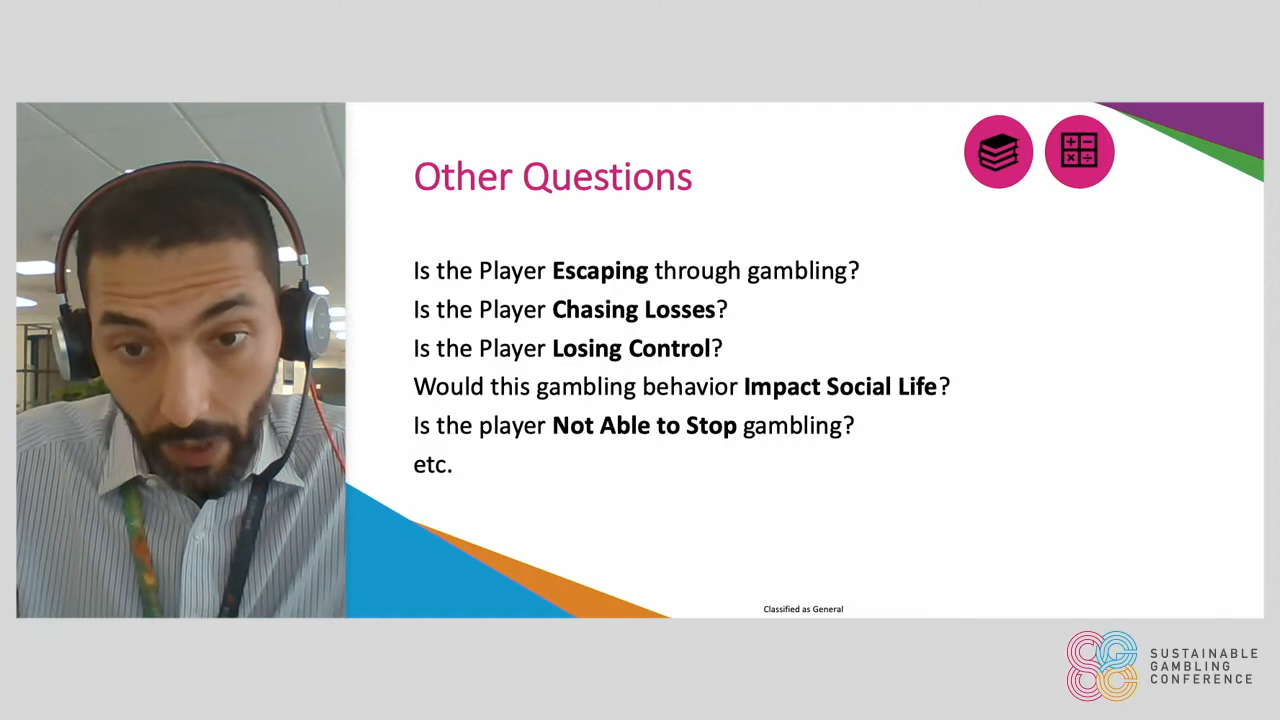 Other Questions
Is the Player Escaping through gambling?
Is the Player Chasing Losses?
Is the Player Losing Control?
Would this gambling behavior Impact Social Life?
Is the player Not Able to Stop gambling?
etc.
Classified as General
SUSTAINABLE
GAMBLING
CONFERENCE